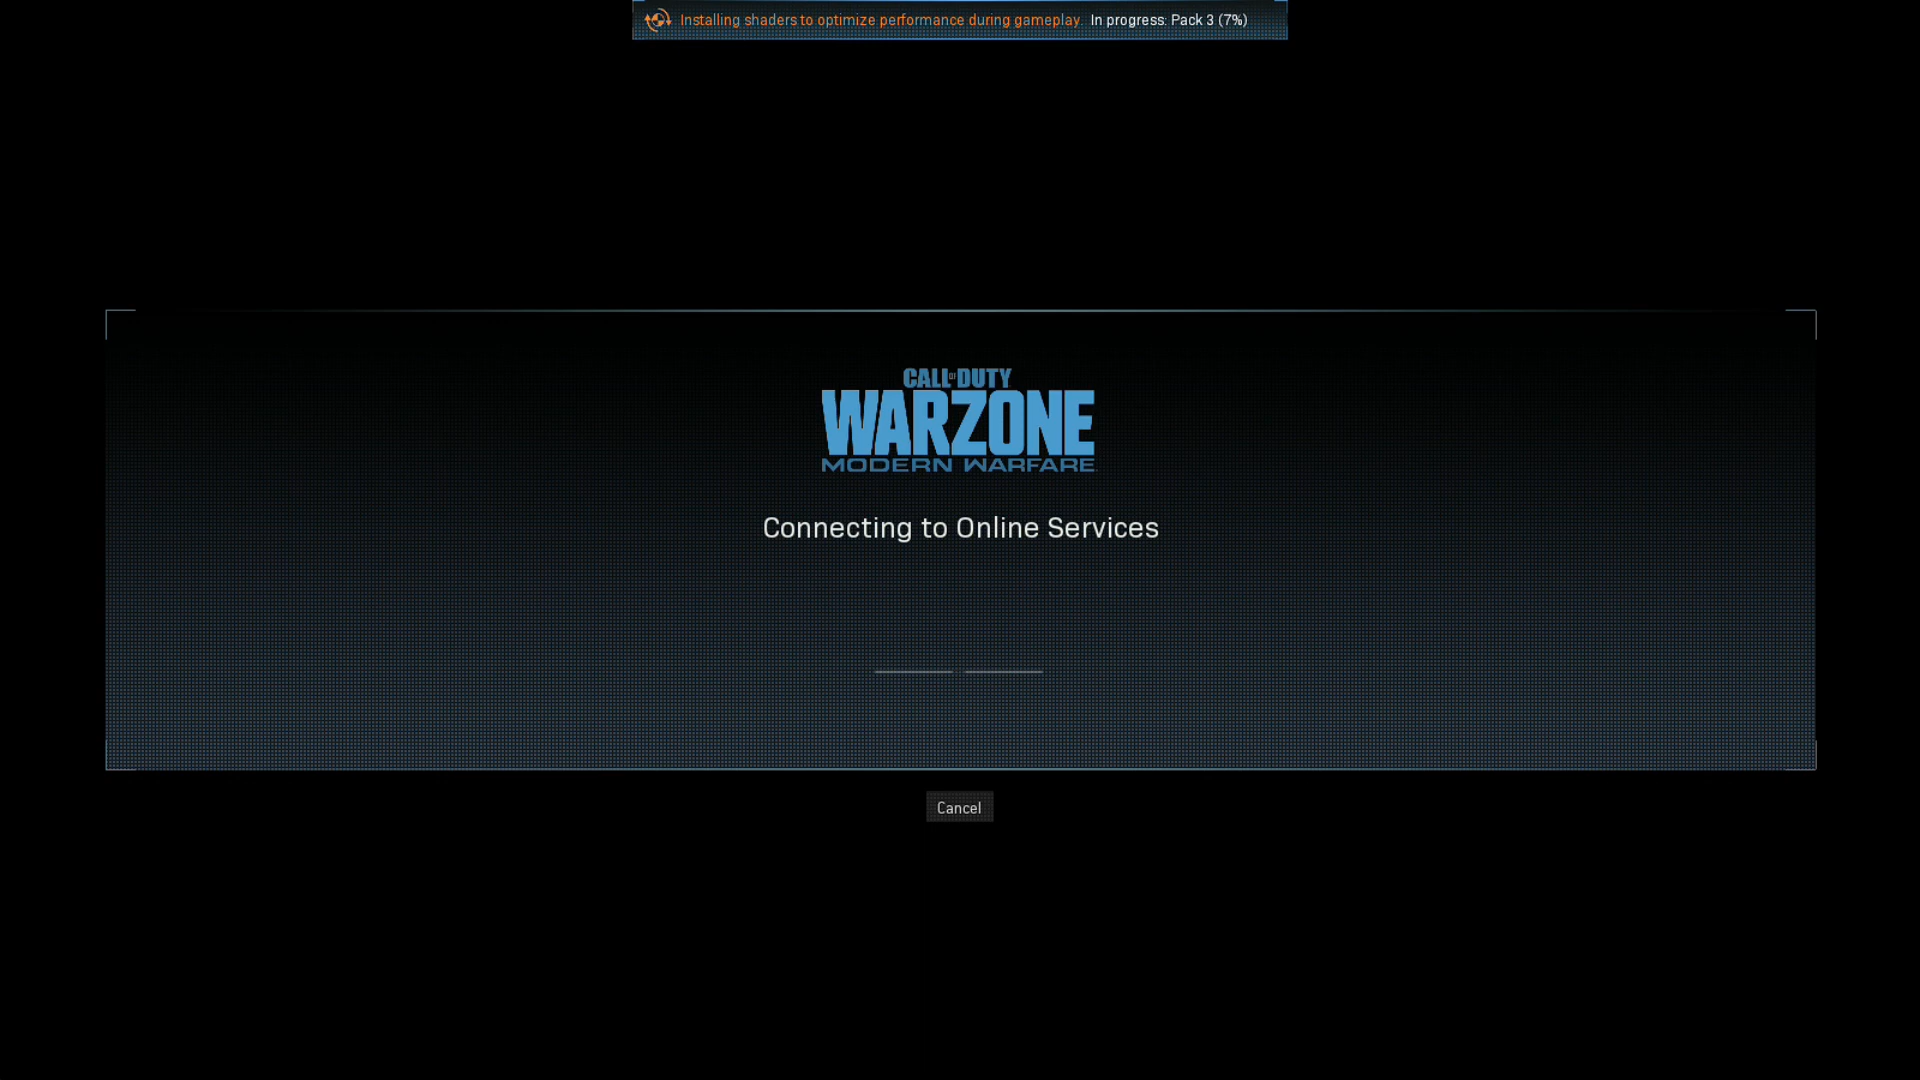 Installing shaders to optimize performance during gameplay. In progress: Pack 3 (7%)
CALL OF DUTY
WARZONE
MODERN WARFARE
Connecting to Online Services
Cancel